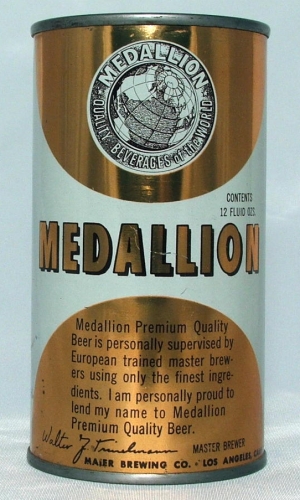 MEDALLION
QUALITY BEVERAGES of the WORLD
CONTENTS
12 FLUID OZS.
MEDALLION
Medallion Premium Quality
Beer is personally supervised by
European trained master brew-
ers using only the finest ingre-
dients. I am personally proud to
lend my name to Medallion
Premium Quality Beer.
Walter J.
MASTER BREWER
MAIER BREWING CO. - LOS ANGELES, CAL